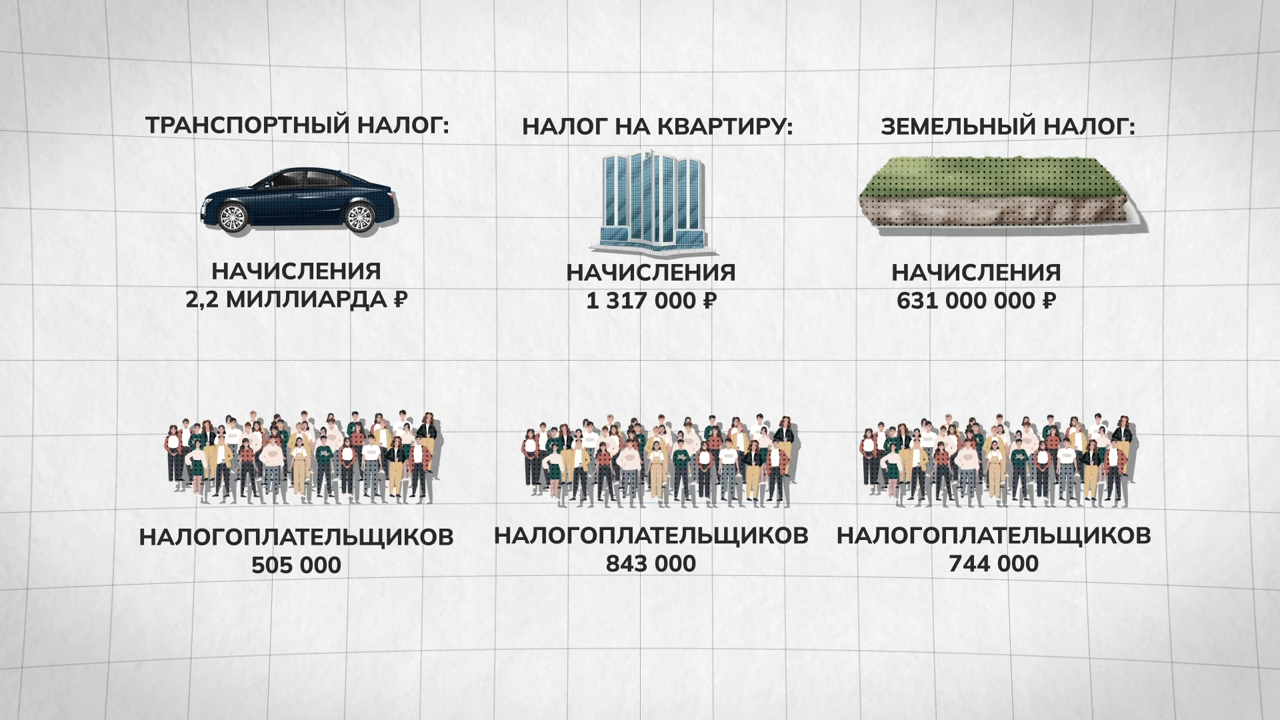 ТРАНСПОРТНЫЙ НАЛОГ:
НАЧИСЛЕНИЯ
2,2 МИЛЛИАРДА ₽
НАЛОГ НА КВАРТИРУ:
НАЧИСЛЕНИЯ
1 317 000 ₽
ЗЕМЕЛЬНЫЙ НАЛОГ:
НАЧИСЛЕНИЯ
631 000 000 ₽
НАЛОГОПЛАТЕЛЬЩИКОВ
505 000
НАЛОГОПЛАТЕЛЬЩИКОВ
843 000
НАЛОГОПЛАТЕЛЬЩИКОВ
744 000